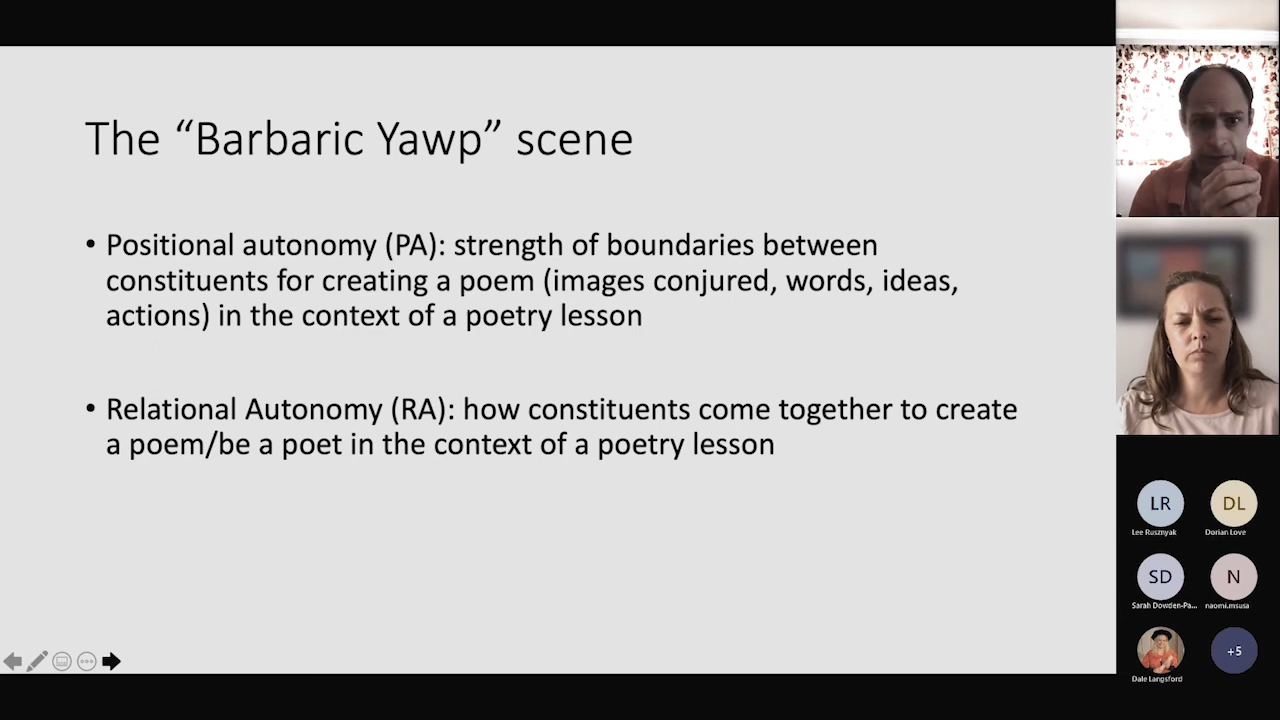 The “Barbaric Yawp” scene
• Positional autonomy (PA): strength of boundaries between
constituents for creating a poem (images conjured, words, ideas,
actions) in the context of a poetry lesson
• Relational Autonomy (RA): how constituents come together to create
a poem/be a poet in the context of a poetry lesson
LR
DL
Lee Rusznyak
Dorian Love
SD
N
Sarah Dowden-Pa...
naomi.msusa
+5
Dale Langsford